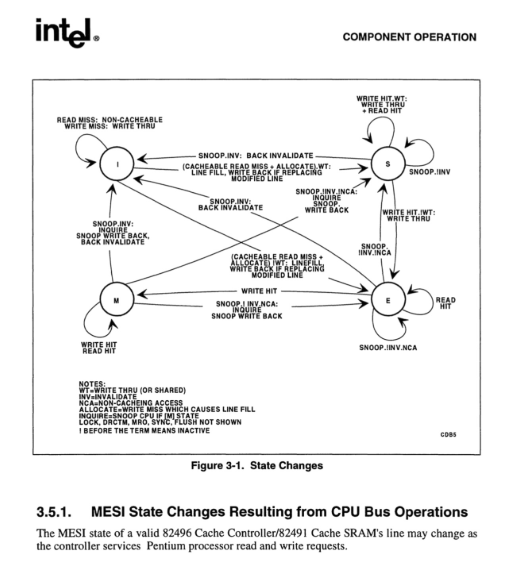 intel®
COMPONENT OPERATION
WRITE HIT.WT:
WRITE THRU
+ READ HIT
READ MISS: NON-CACHEABLE
WRITE MISS: WRITE THRU
I
SNOOP.INV: BACK INVALIDATE
(CACHEABLE READ MISS + ALLOCATE).WT:
LINE FILL, WRITE BACK IF REPLACING
MODIFIED LINE
S
SNOOP.!INV
SNOOP.!INV.!NCA:
INQUIRE
SNOOP.
WRITE BACK
SNOOP.INV:
BACK INVALIDATE
WRITE HIT.!WT:
WRITE THRU
SNOOP.INV:
INQUIRE
SNOOP WRITE BACK,
BACK INVALIDATE
SNOOP.
!INV.!NCA
(CACHEABLE READ MISS +
ALLOCATE) !WT: LINEFILL,
WRITE BACK IF REPLACING
MODIFIED LINE
M
WRITE HIT
E
READ
HIT
SNOOP.! INV.NCA:
INQUIRE
SNOOP WRITE BACK
WRITE HIT
READ HIT
SNOOP.!INV.NCA
NOTES:
WT=WRITE THRU (OR SHARED)
INV=INVALIDATE
NCA=NON-CACHEING ACCESS
ALLOCATE=WRITE MISS WHICH CAUSES LINE FILL
INQUIRE=SNOOP CPU IF [M] STATE
LOCK, DRCTM, MRO, SYNC, FLUSH NOT SHOWN
! BEFORE THE TERM MEANS INACTIVE
CDB5
Figure 3-1. State Changes
3.5.1. MESI State Changes Resulting from CPU Bus Operations
The MESI state of a valid 82496 Cache Controller/82491 Cache SRAM's line may change as
the controller services Pentium processor read and write requests.